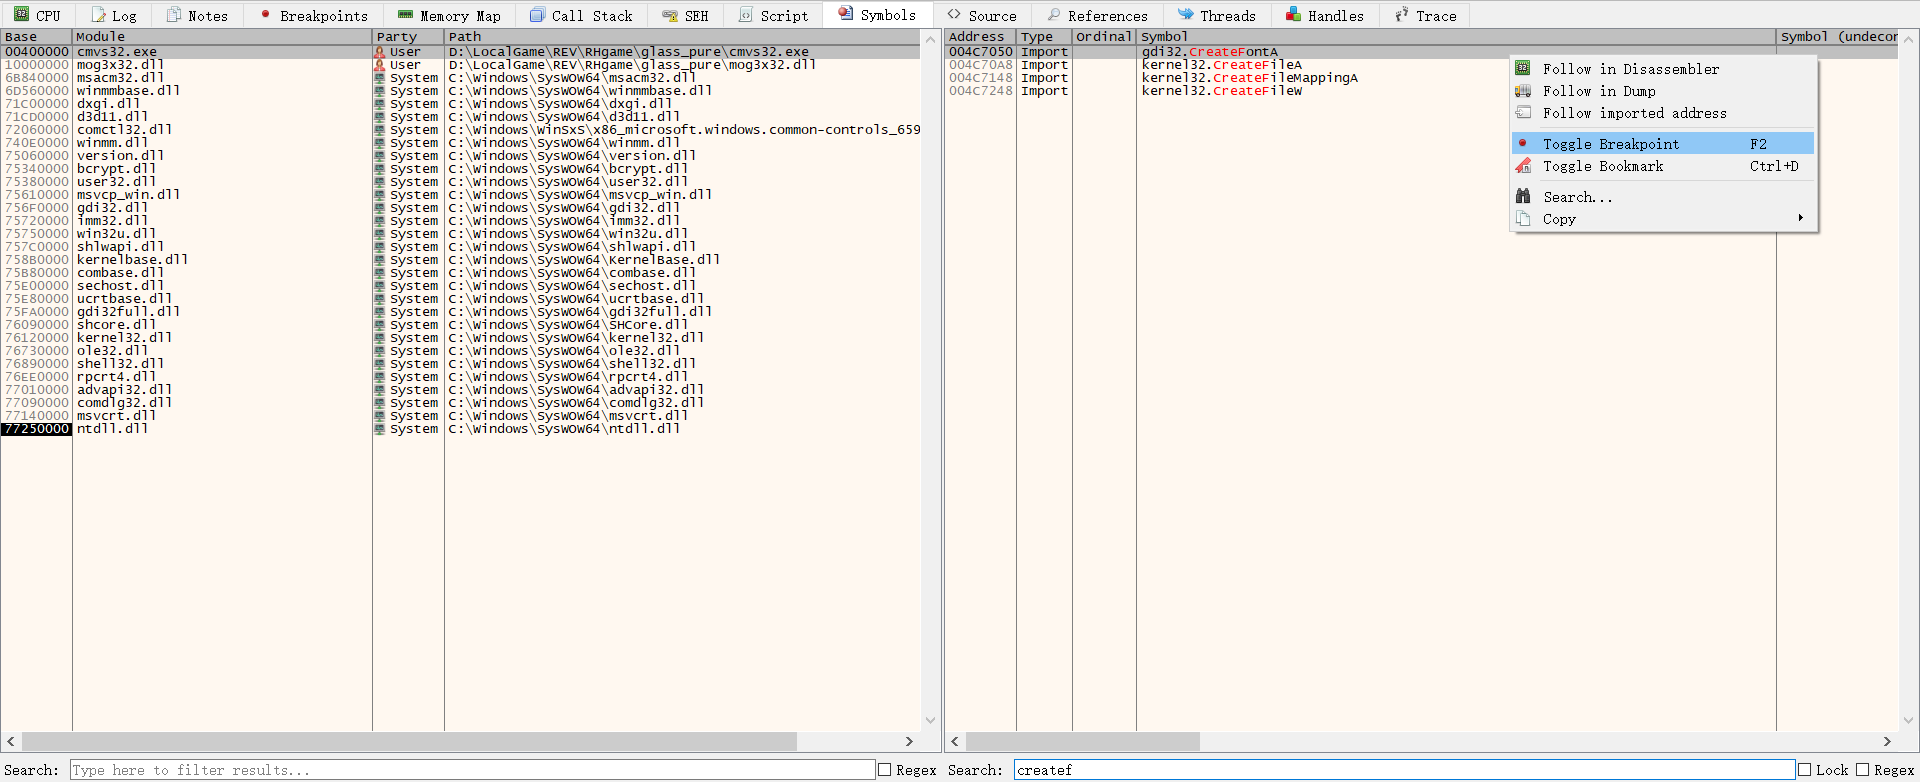 CPU Log Notes Breakpoints Memory Map Call Stack SEH Script Symbols Source References Threads Handles Trace
Base Module Party Path
00400000 cmvs32.exe User D:\LocalGame\REV\RHgame\glass_pure\cmvs32.exe
10000000 mog3x32.dll User D:\LocalGame\REV\RHgame\glass_pure\mog3x32.dll
6B840000 msacm32.dll System C:\Windows\SysWOW64\msacm32.dll
6D560000 winmmbase.dll System C:\Windows\SysWOW64\winmmbase.dll
71C00000 dxgi.dll System C:\Windows\SysWOW64\dxgi.dll
71CD0000 d3d11.dll System C:\Windows\SysWOW64\d3d11.dll
72060000 comctl32.dll System C:\Windows\WinSxS\x86_microsoft.windows.common-controls_659
740E0000 winmm.dll System C:\Windows\SysWOW64\winmm.dll
75060000 version.dll System C:\Windows\SysWOW64\version.dll
75340000 bcrypt.dll System C:\Windows\SysWOW64\bcrypt.dll
75380000 user32.dll System C:\Windows\SysWOW64\user32.dll
75610000 msvcp_win.dll System C:\Windows\SysWOW64\msvcp_win.dll
756F0000 gdi32.dll System C:\Windows\SysWOW64\gdi32.dll
75720000 imm32.dll System C:\Windows\SysWOW64\imm32.dll
75750000 win32u.dll System C:\Windows\SysWOW64\win32u.dll
757C0000 shlwapi.dll System C:\Windows\SysWOW64\shlwapi.dll
758B0000 kernelbase.dll System C:\Windows\SysWOW64\KernelBase.dll
75B80000 combase.dll System C:\Windows\SysWOW64\combase.dll
75E00000 sechost.dll System C:\Windows\SysWOW64\sechost.dll
75E80000 ucrtbase.dll System C:\Windows\SysWOW64\ucrtbase.dll
75FA0000 gdi32full.dll System C:\Windows\SysWOW64\gdi32full.dll
76090000 shcore.dll System C:\Windows\SysWOW64\SHCore.dll
76120000 kernel32.dll System C:\Windows\SysWOW64\kernel32.dll
76730000 ole32.dll System C:\Windows\SysWOW64\ole32.dll
76890000 shell32.dll System C:\Windows\SysWOW64\shell32.dll
76EE0000 rpcrt4.dll System C:\Windows\SysWOW64\rpcrt4.dll
77010000 advapi32.dll System C:\Windows\SysWOW64\advapi32.dll
77090000 comdlg32.dll System C:\Windows\SysWOW64\comdlg32.dll
77140000 msvcrt.dll System C:\Windows\SysWOW64\msvcrt.dll
77250000 ntdll.dll System C:\Windows\SysWOW64\ntdll.dll
Address Type Ordinal Symbol Symbol (undecor
004C7050 Import gdi32.CreateFontA
004C70A8 Import kernel32.CreateFileA
004C7148 Import kernel32.CreateFileMappingA
004C7248 Import kernel32.CreateFileW
Follow in Disassembler
Follow in Dump
Follow imported address
Toggle Breakpoint F2
Toggle Bookmark Ctrl+D
Search...
Copy
Search: Type here to filter results... Regex Search: createf Lock Regex